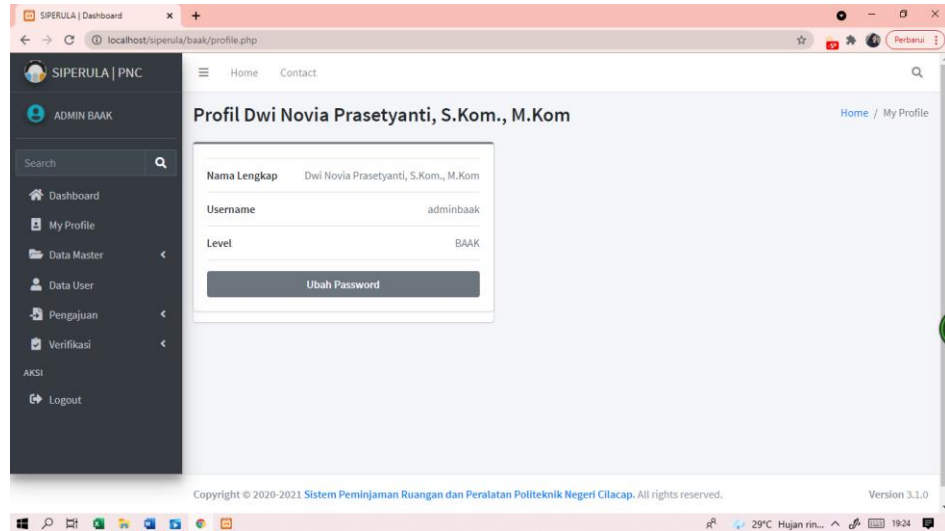 SIPERULA | Dashboard
localhost/siperula/baak/profile.php
Perbarui
SIPERULA | PNC
Home Contact
ADMIN BAAK
Profil Dwi Novia Prasetyanti, S.Kom., M.Kom
Home / My Profile
Search
Dashboard
My Profile
Data Master
Data User
Pengajuan
Verifikasi
AKSI
Logout
Nama Lengkap Dwi Novia Prasetyanti, S.Kom., M.Kom
Username adminbaak
Level BAAK
Ubah Password
Copyright © 2020-2021 Sistem Peminjaman Ruangan dan Peralatan Politeknik Negeri Cilacap. All rights reserved.
Version 3.1.0
29°C Hujan rin... 19:24